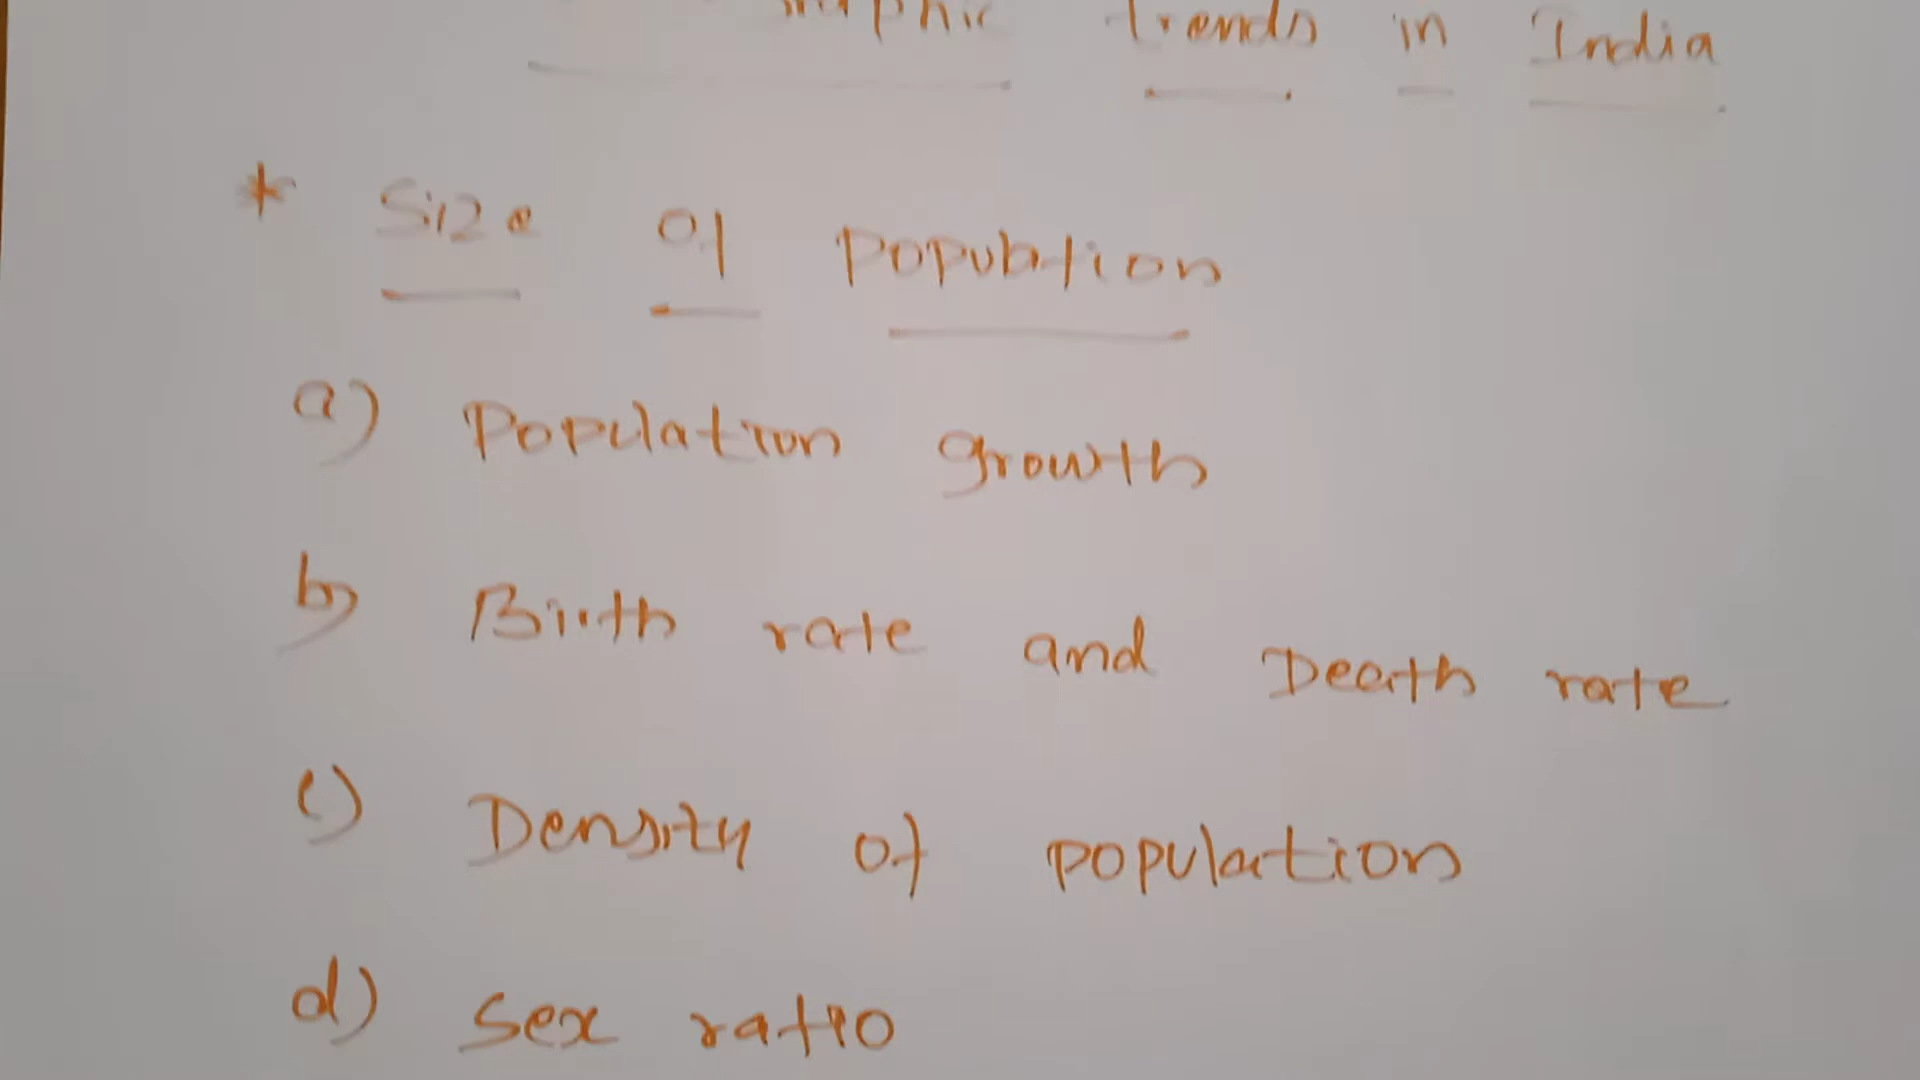 trends in India
* Size of population
a) Population growth
b) Birth rate and Death rate
c) Density of population
d) Sex ratio